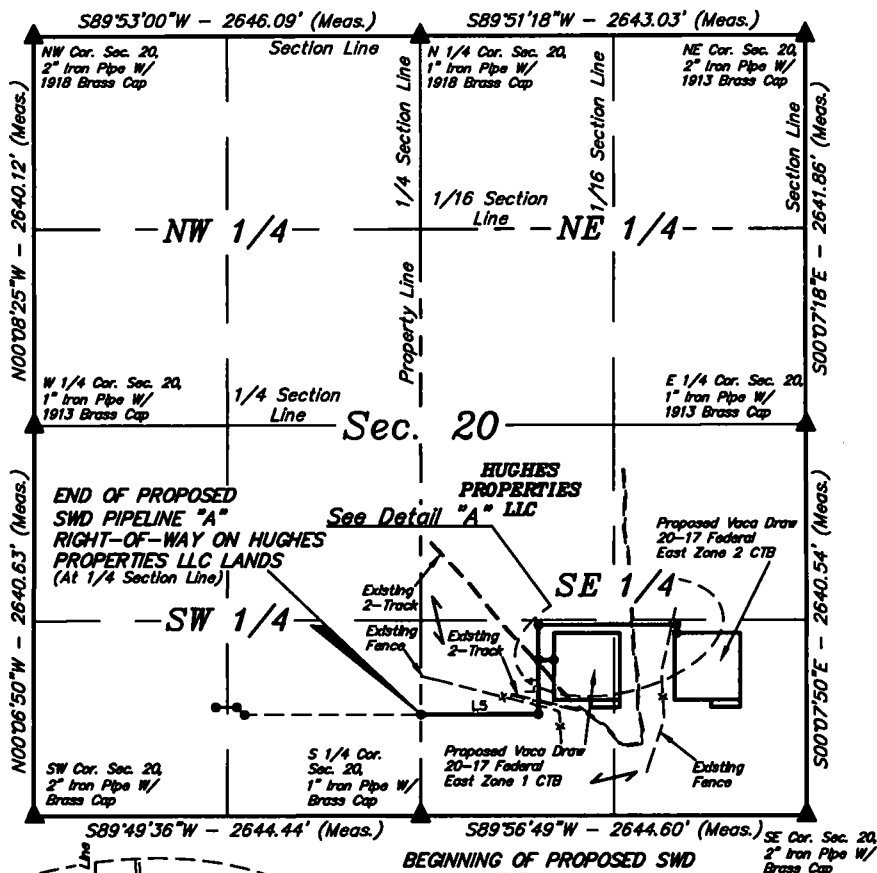 S89°53'00"W - 2646.09' (Meas.)
S89°51'18"W - 2643.03' (Meas.)
NW Cor. Sec. 20,
2" Iron Pipe W/
1918 Brass Cap
Section Line
N 1/4 Cor. Sec. 20,
1" Iron Pipe W/
1918 Brass Cap
NE Cor. Sec. 20,
2" Iron Pipe W/
1913 Brass Cap
N00°08'25"W - 2640.12' (Meas.)
1/4 Section Line
1/16 Section Line
Section Line
S00°07'18"E - 2641.86' (Meas.)
1/16 Section
Line
NW 1/4
NE 1/4
Property Line
W 1/4 Cor. Sec. 20,
1" Iron Pipe W/
1913 Brass Cap
1/4 Section
Line
E 1/4 Cor. Sec. 20,
1" Iron Pipe W/
1913 Brass Cap
Sec. 20
HUGHES
PROPERTIES
LLC
END OF PROPOSED
SWD PIPELINE "A"
RIGHT-OF-WAY ON HUGHES
PROPERTIES LLC LANDS
(At 1/4 Section Line)
See Detail "A"
Proposed Vaca Draw
20-17 Federal
East Zone 2 CTB
N00°06'50"W - 2640.63' (Meas.)
Existing
2-Track
SE 1/4
SW 1/4
Existing
Fence
Existing
2-Track
S00°07'50"E - 2640.54' (Meas.)
L5
SW Cor. Sec. 20,
2" Iron Pipe W/
Brass Cap
S 1/4 Cor.
Sec. 20,
1" Iron Pipe W/
Brass Cap
Proposed Vaca Draw
20-17 Federal
East Zone 1 CTB
Existing
Fence
S89°49'36"W - 2644.44' (Meas.)
S89°56'49"W - 2644.60' (Meas.)
SE Cor. Sec. 20,
2" Iron Pipe W/
Brass Cap
Line
BEGINNING OF PROPOSED SWD